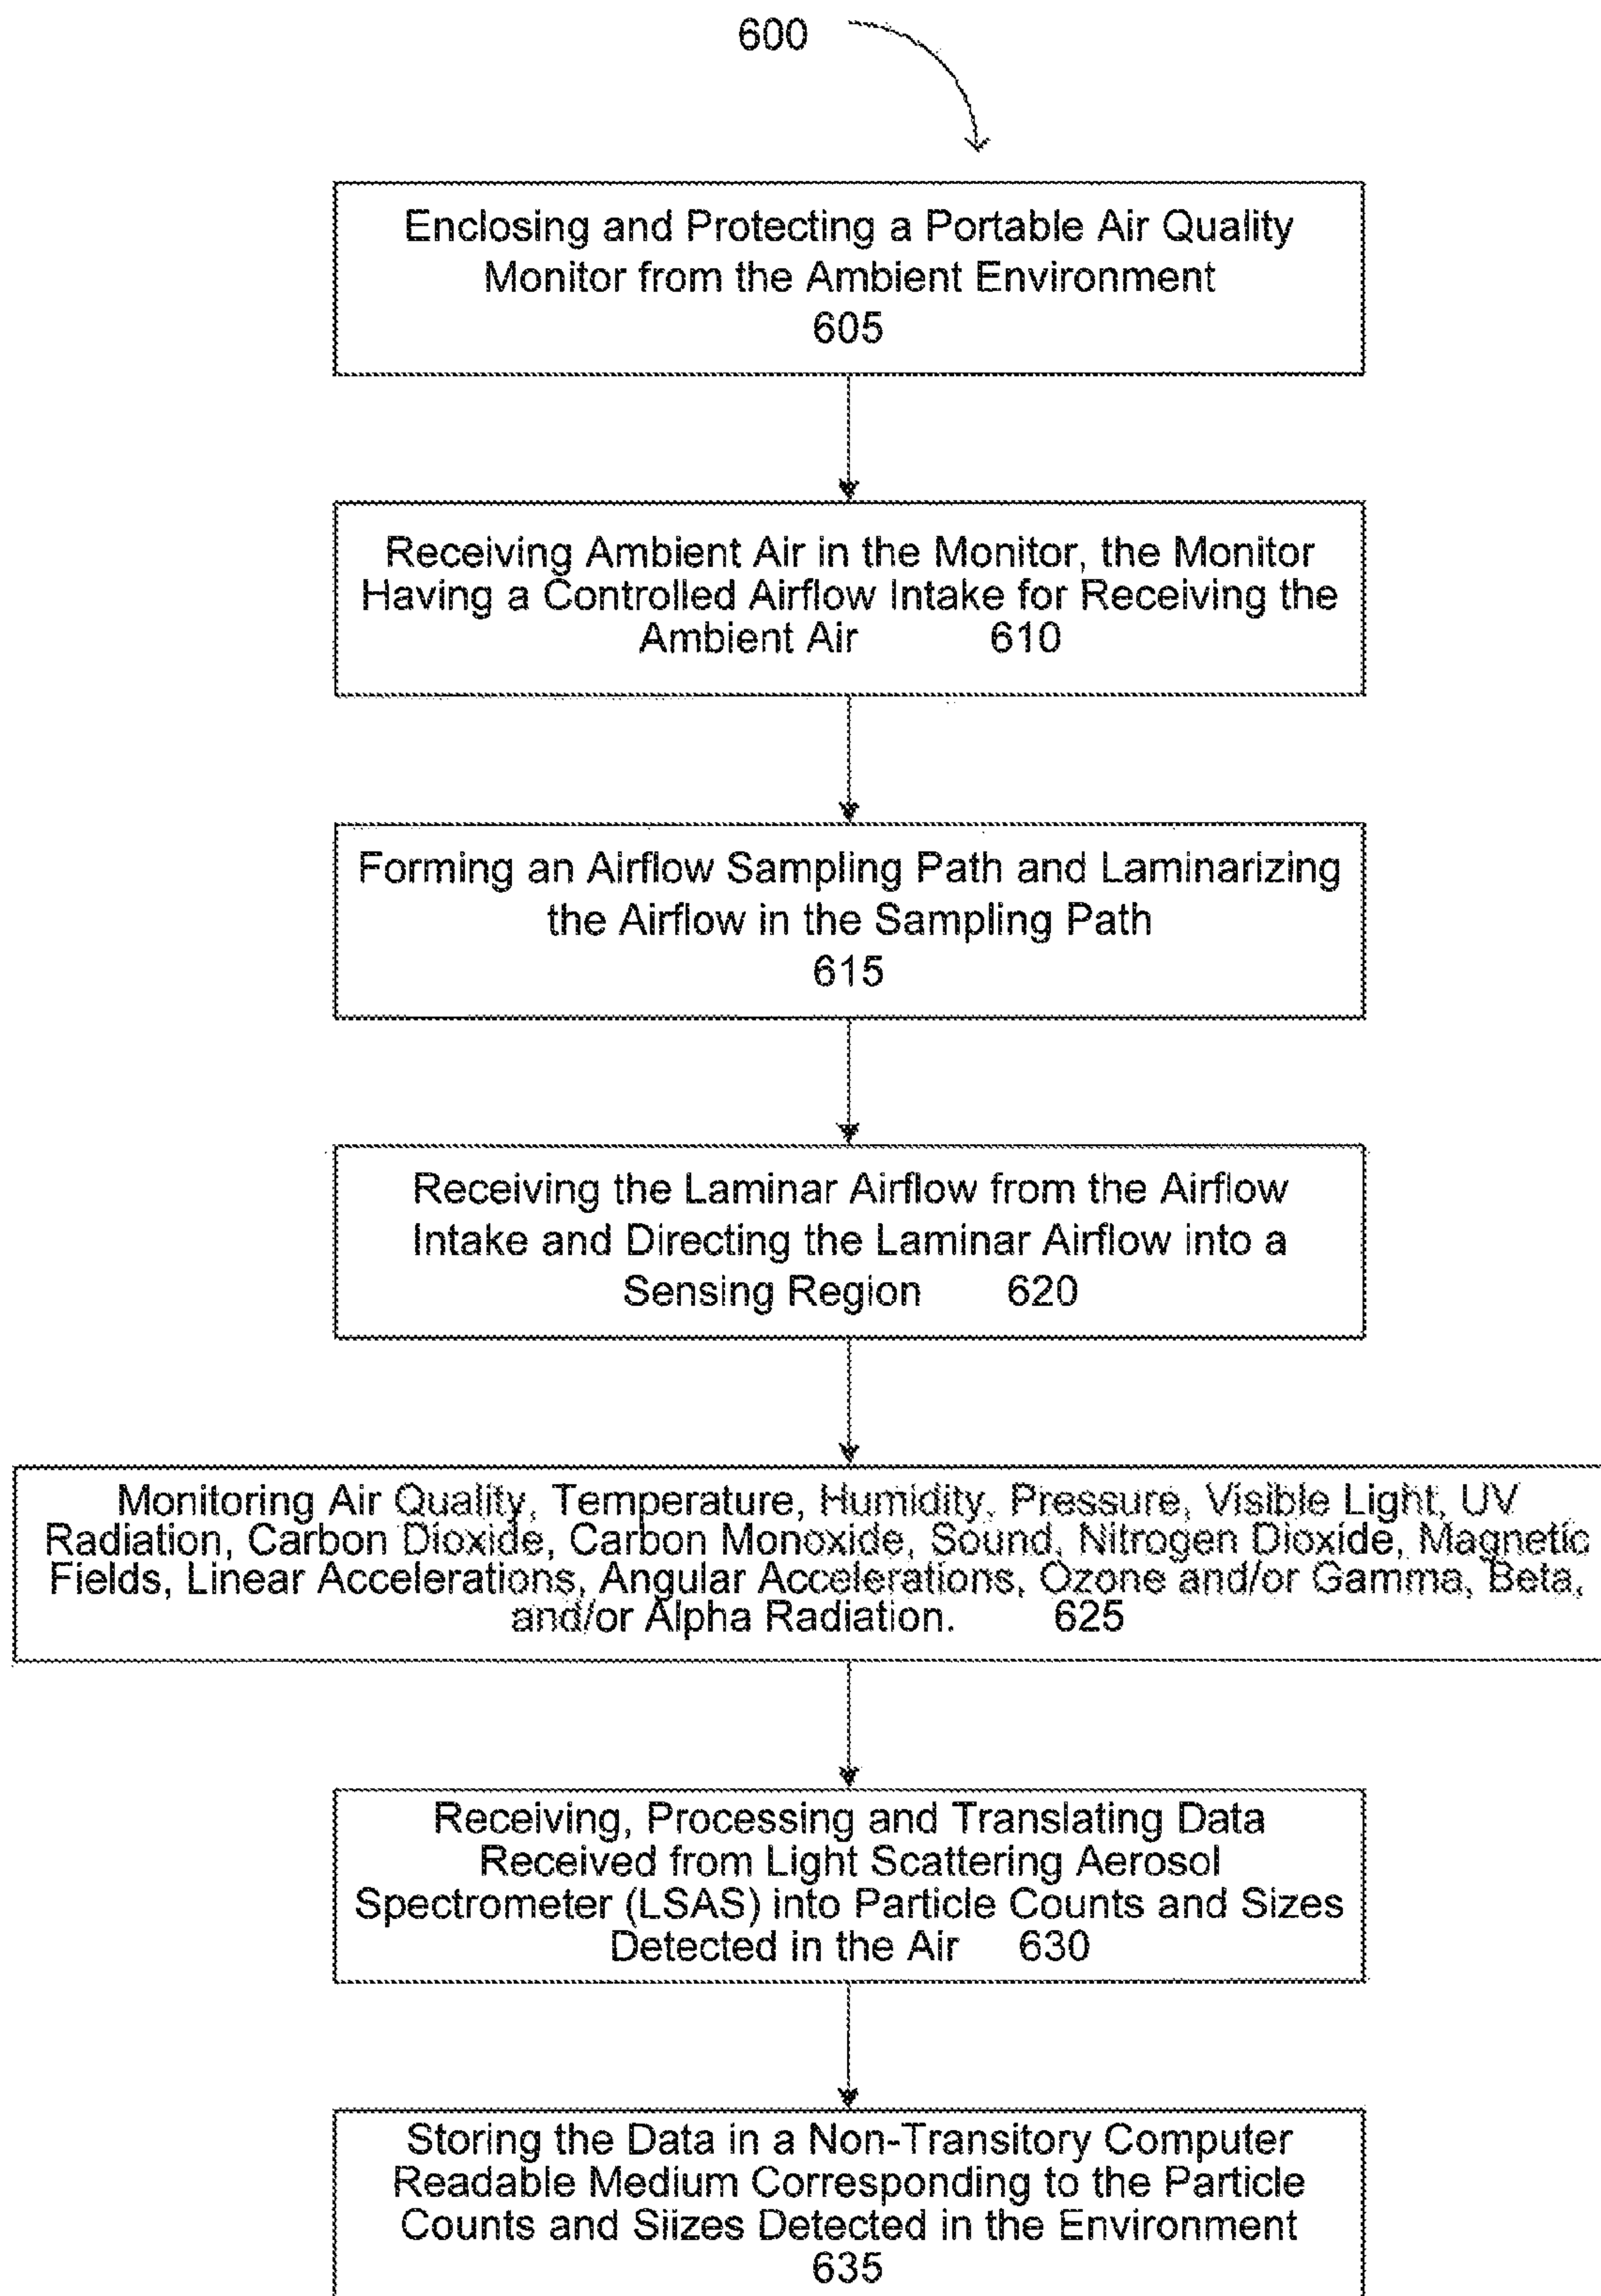 600
Enclosing and Protecting a Portable Air Quality
Monitor from the Ambient Environment
605
Receiving Ambient Air in the Monitor, the Monitor
Having a Controlled Airflow Intake for Receiving the
Ambient Air 610
Forming an Airflow Sampling Path and Laminarizing
the Airflow in the Sampling Path
615
Receiving the Laminar Airflow from the Airflow
Intake and Directing the Laminar Airflow into a
Sensing Region 620
Monitoring Air Quality, Temperature, Humidity, Pressure, Visible Light, UV
Radiation, Carbon Dioxide, Carbon Monoxide, Sound, Nitrogen Dioxide, Magnetic
Fields, Linear Accelerations, Angular Accelerations, Ozone and/or Gamma, Beta,
and/or Alpha Radiation. 625
Receiving, Processing and Translating Data
Received from Light Scattering Aerosol
Spectrometer (LSAS) into Particle Counts and Sizes
Detected in the Air 630
Storing the Data in a Non-Transitory Computer
Readable Medium Corresponding to the Particle
Counts and Siizes Detected in the Environment
635